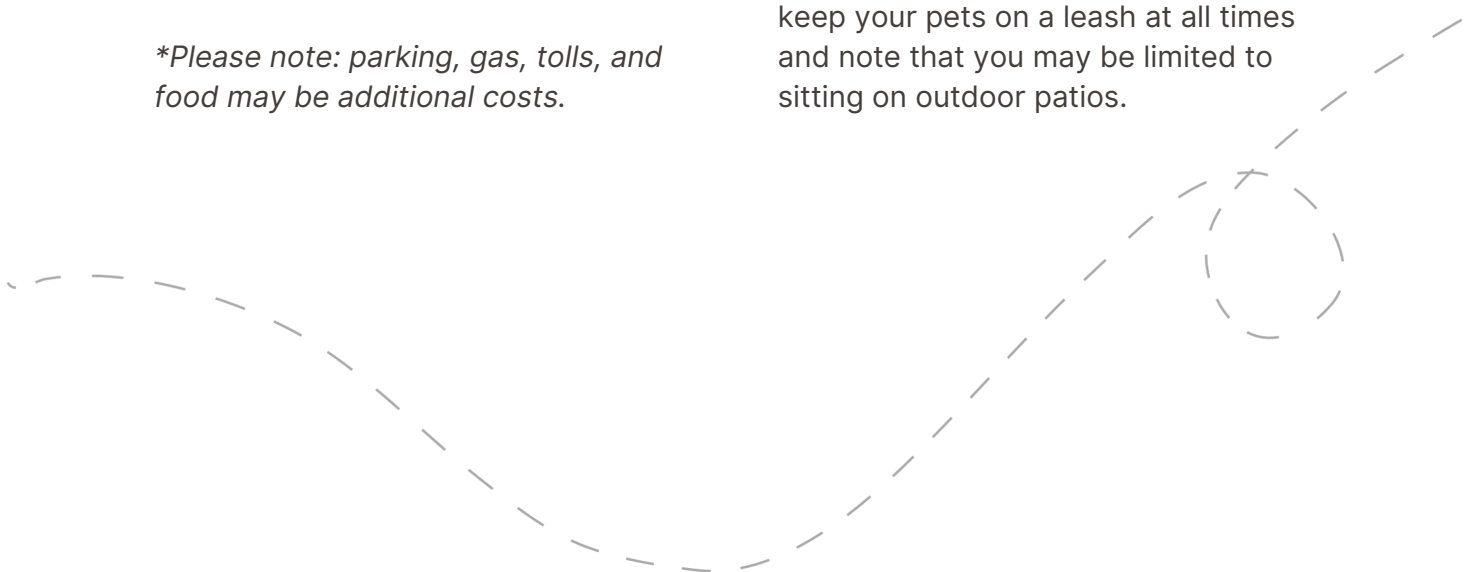 *Please note: parking, gas, tolls, and
food may be additional costs.
keep your pets on a leash at all times
and note that you may be limited to
sitting on outdoor patios.